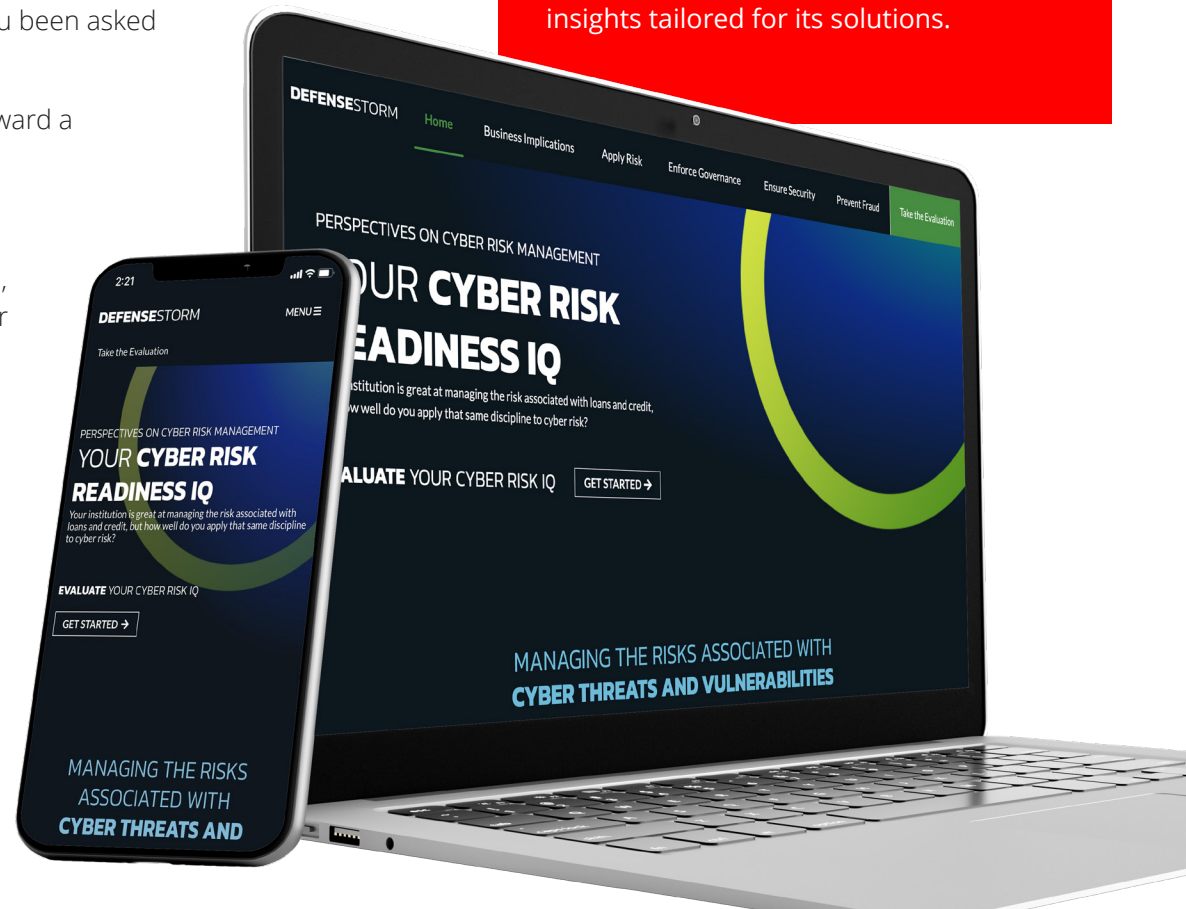 u been asked
ward a
,
r
insights tailored for its solutions.
DEFENSESTORM
Home
Business Implications
Apply Risk
Enforce Governance
Ensure Security
Prevent Fraud
Take the Evaluation
PERSPECTIVES ON CYBER RISK MANAGEMENT
OUR CYBER RISK
EADINESS IQ
nstitution is great at managing the risk associated with loans and credit,
ow well do you apply that same discipline to cyber risk?
ALUATE YOUR CYBER RISK IQ
GET STARTED →
MANAGING THE RISKS ASSOCIATED WITH
CYBER THREATS AND VULNERABILITIES
2:21
DEFENSESTORM
MENU
Take the Evaluation
PERSPECTIVES ON CYBER RISK MANAGEMENT
YOUR CYBER RISK
READINESS IQ
Your institution is great at managing the risk associated with
loans and credit, but how well do you apply that same discipline
to cyber risk?
EVALUATE YOUR CYBER RISK IQ
GET STARTED →
MANAGING THE RISKS
ASSOCIATED WITH
CYBER THREATS AND